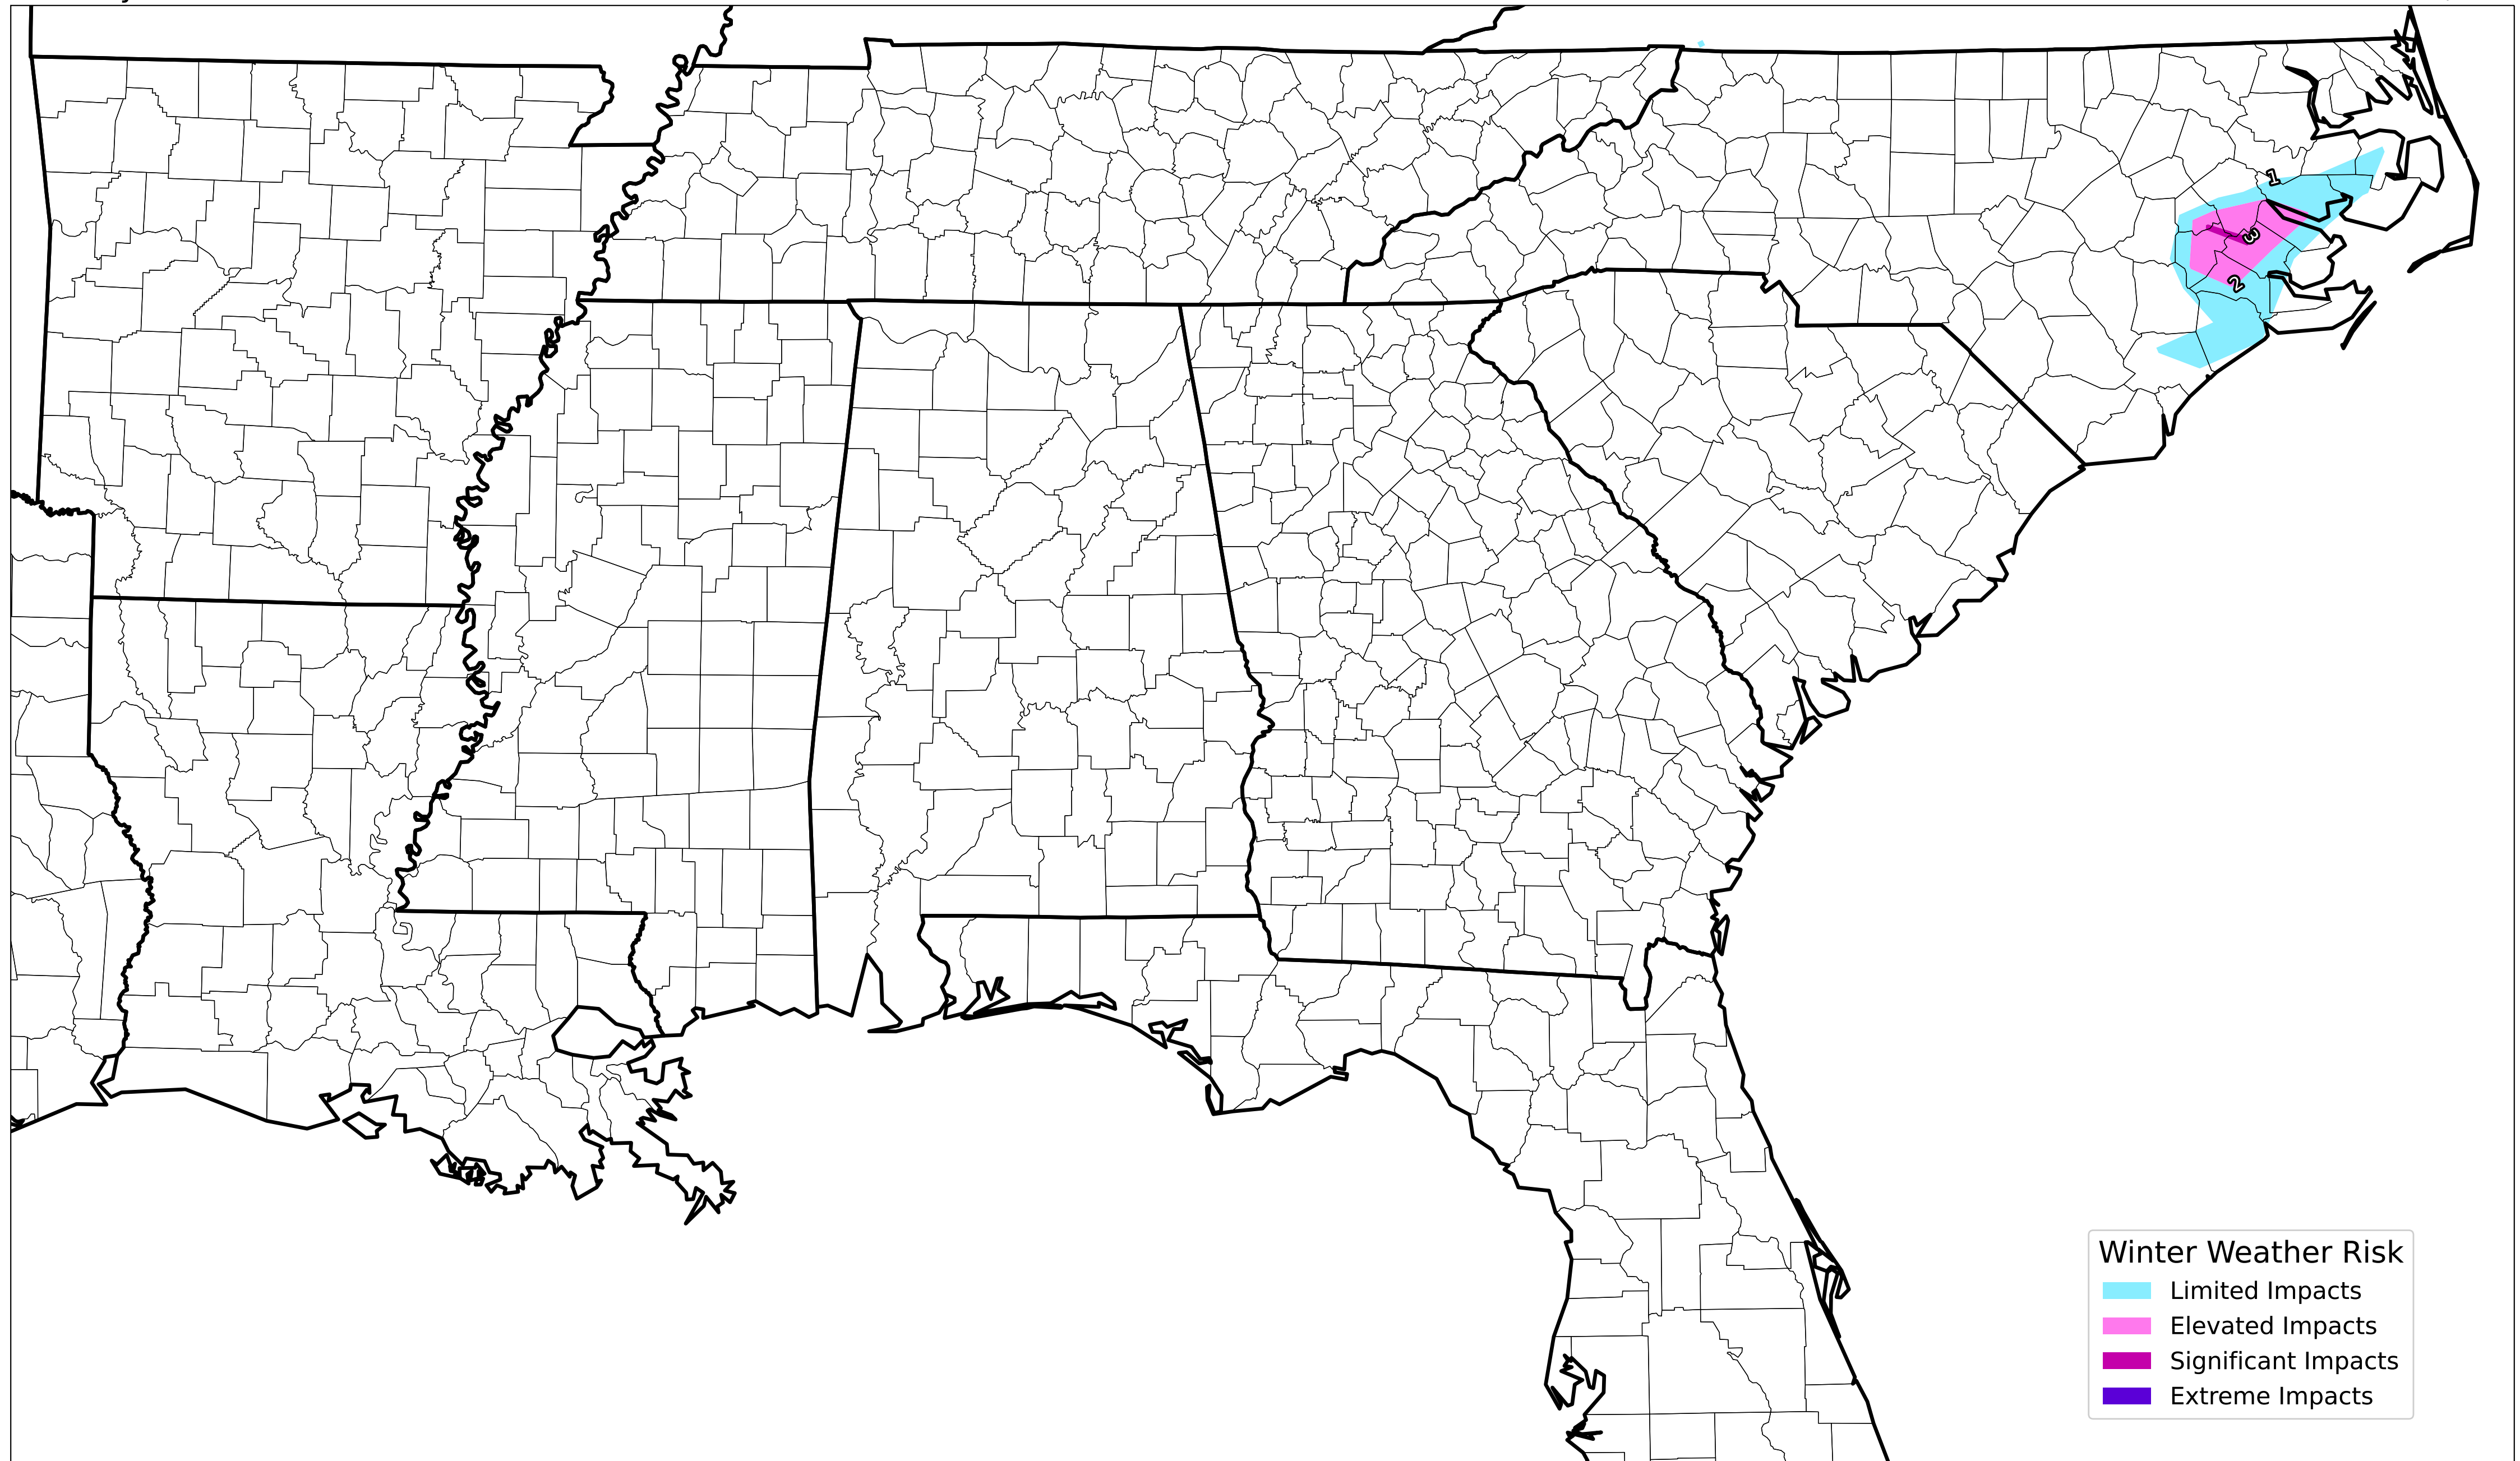 1
3
2
Winter Weather Risk
Limited Impacts
Elevated Impacts
Significant Impacts
Extreme Impacts